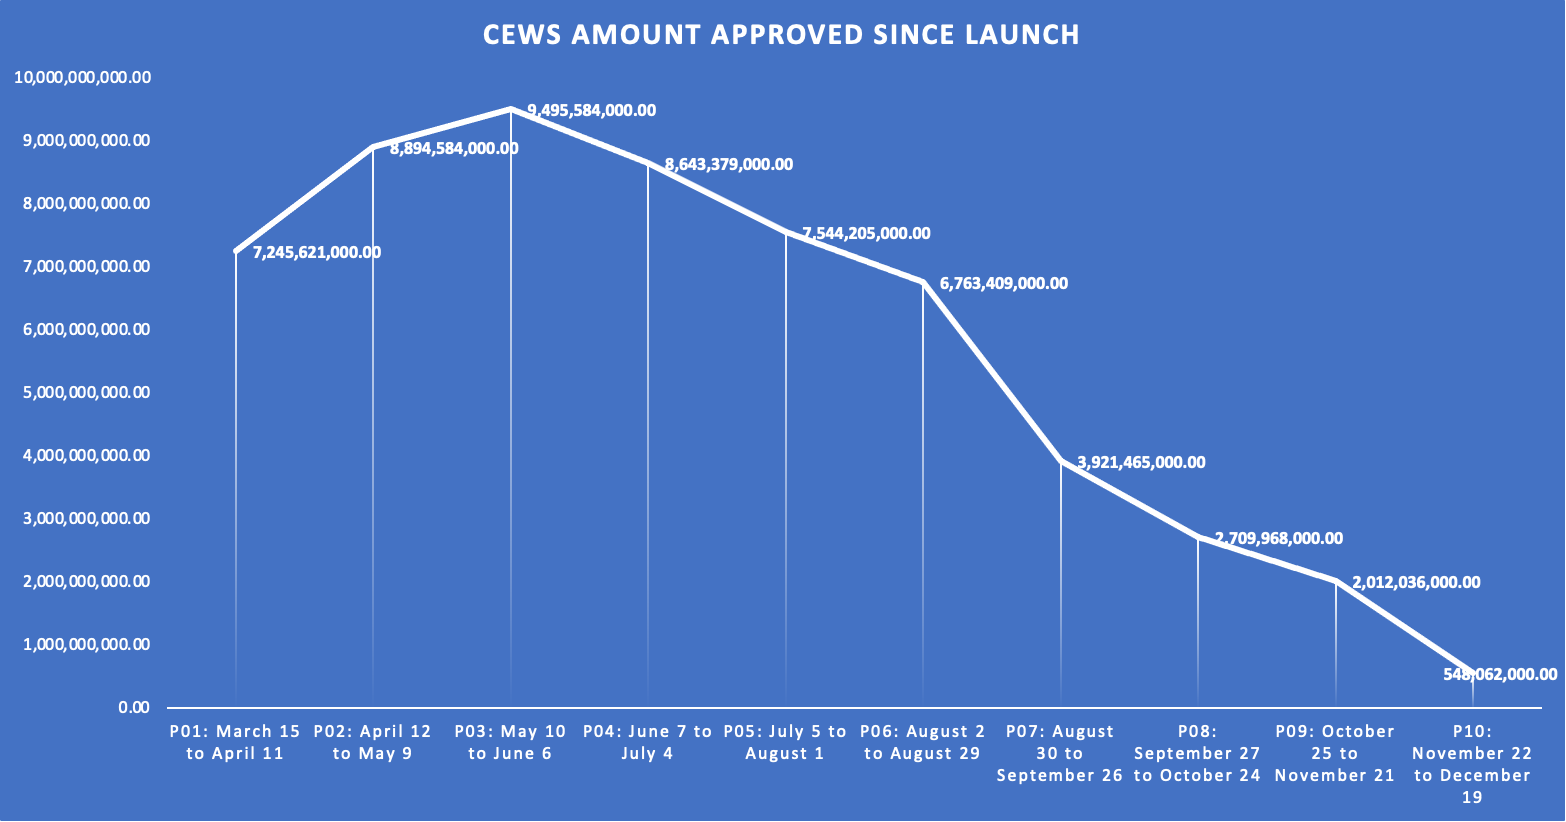 CEWS AMOUNT APPROVED SINCE LAUNCH
10,000,000,000.00
9,000,000,000.00
8,000,000,000.00
7,000,000,000.00
6,000,000,000.00
5,000,000,000.00
4,000,000,000.00
3,000,000,000.00
2,000,000,000.00
1,000,000,000.00
0.00
7,245,621,000.00
8,894,584,000.00
9,495,584,000.00
8,643,379,000.00
7,544,205,000.00
6,763,409,000.00
3,921,465,000.00
2,709,968,000.00
2,012,036,000.00
548,062,000.00
P01: March 15
to April 11
P02: April 12
to May 9
P03: May 10
to June 6
P04: June 7 to
July 4
P05: July 5 to
August 1
P06: August 2
to August 29
P07: August
30 to
September 26
P08:
September 27
to October 24
P09: October
25 to
November 21
P10:
November 22
to December
19